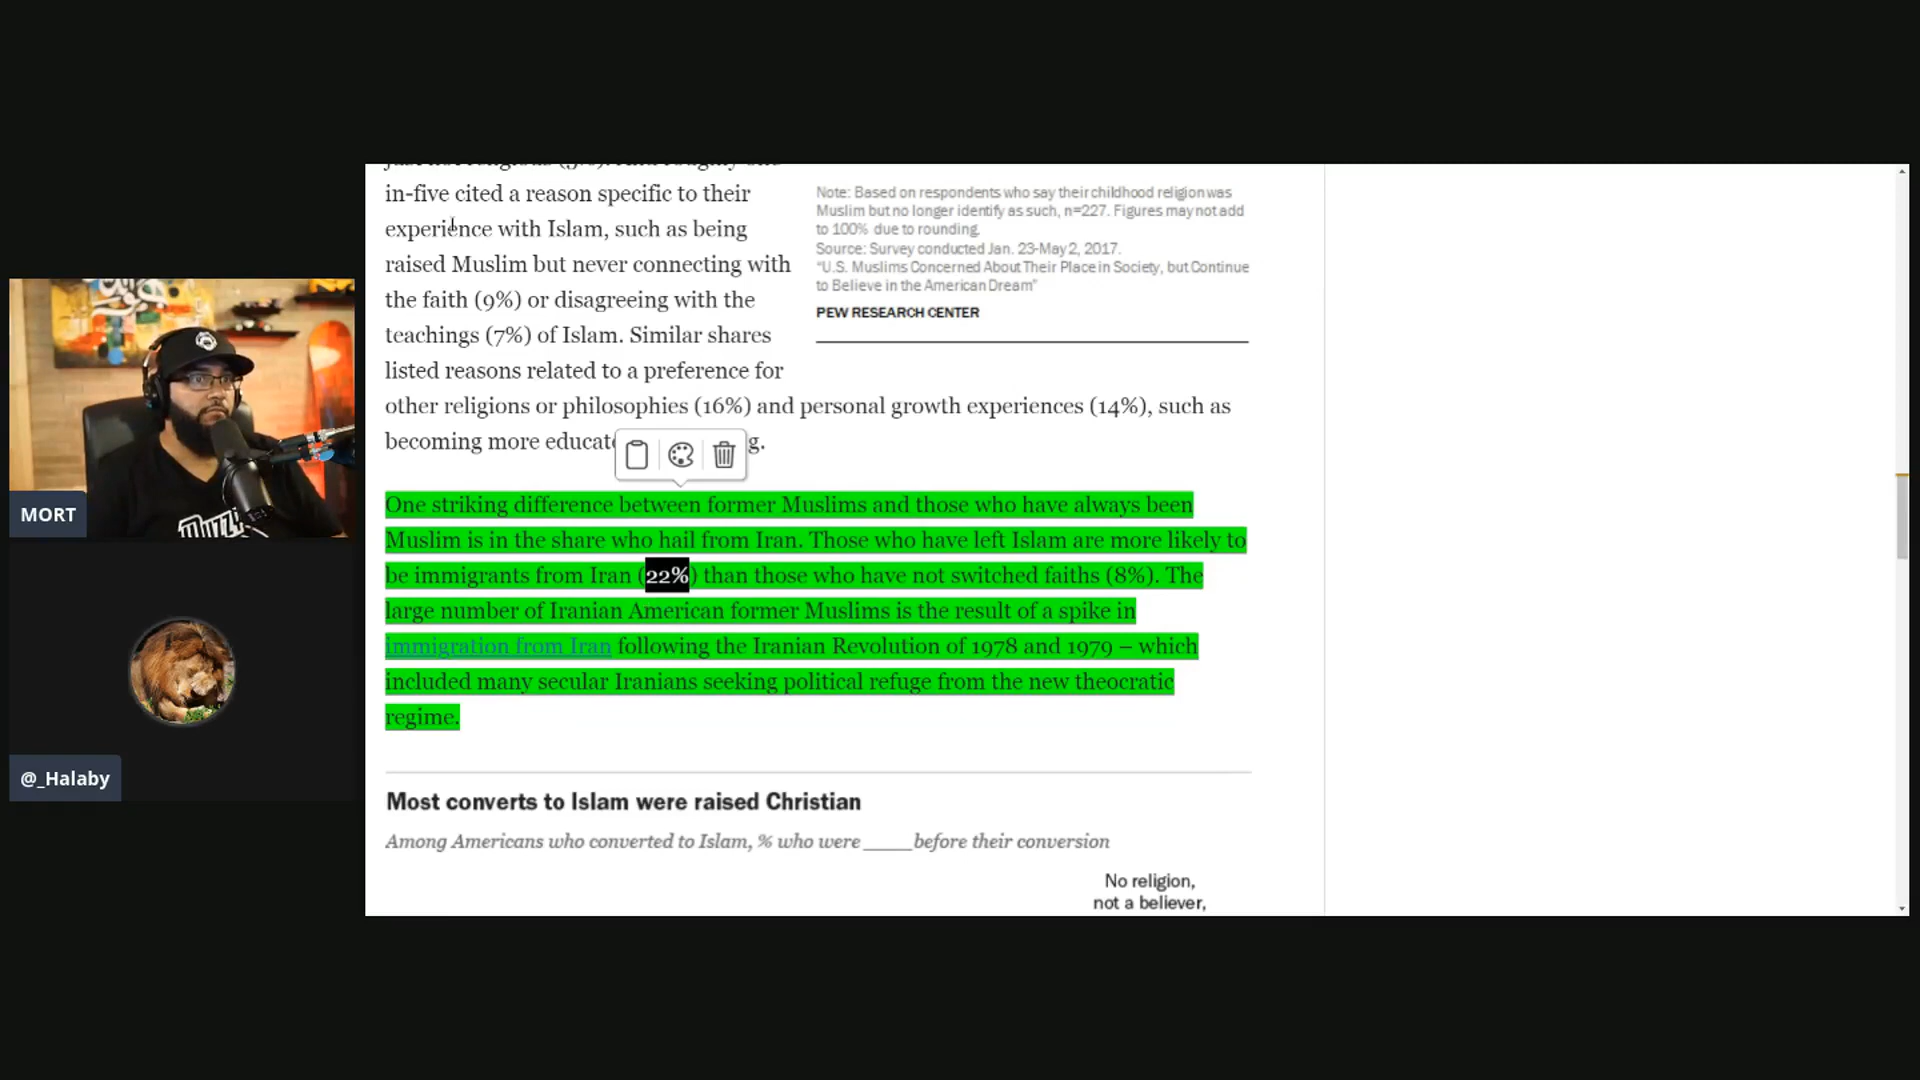 in-five cited a reason specific to their
experience with Islam, such as being
raised Muslim but never connecting with
the faith (9%) or disagreeing with the
teachings (7%) of Islam. Similar shares
listed reasons related to a preference for
other religions or philosophies (16%) and personal growth experiences (14%), such as
becoming more g.
Note: Based on respondents who say their childhood religion was
Muslim but no longer identify as such, n=227. Figures may not add
to 100% due to rounding.
Source: Survey conducted Jan. 23-May 2, 2017.
“U.S. Muslims Concerned About Their Place in Society, but Continue
to Believe in the American Dream”
PEW RESEARCH CENTER
One striking difference between former Muslims and those who have always been
Muslim is in the share who hail from Iran. Those who have left Islam are more likely to
be immigrants from Iran (22%) than those who have not switched faiths (8%). The
large number of Iranian American former Muslims is the result of a spike in
immigration from Iran following the Iranian Revolution of 1978 and 1979 – which
included many secular Iranians seeking political refuge from the new theocratic
regime.
Most converts to Islam were raised Christian
Among Americans who converted to Islam, % who were _____ before their conversion
No religion,
not a believer,
MORT
@_Halaby